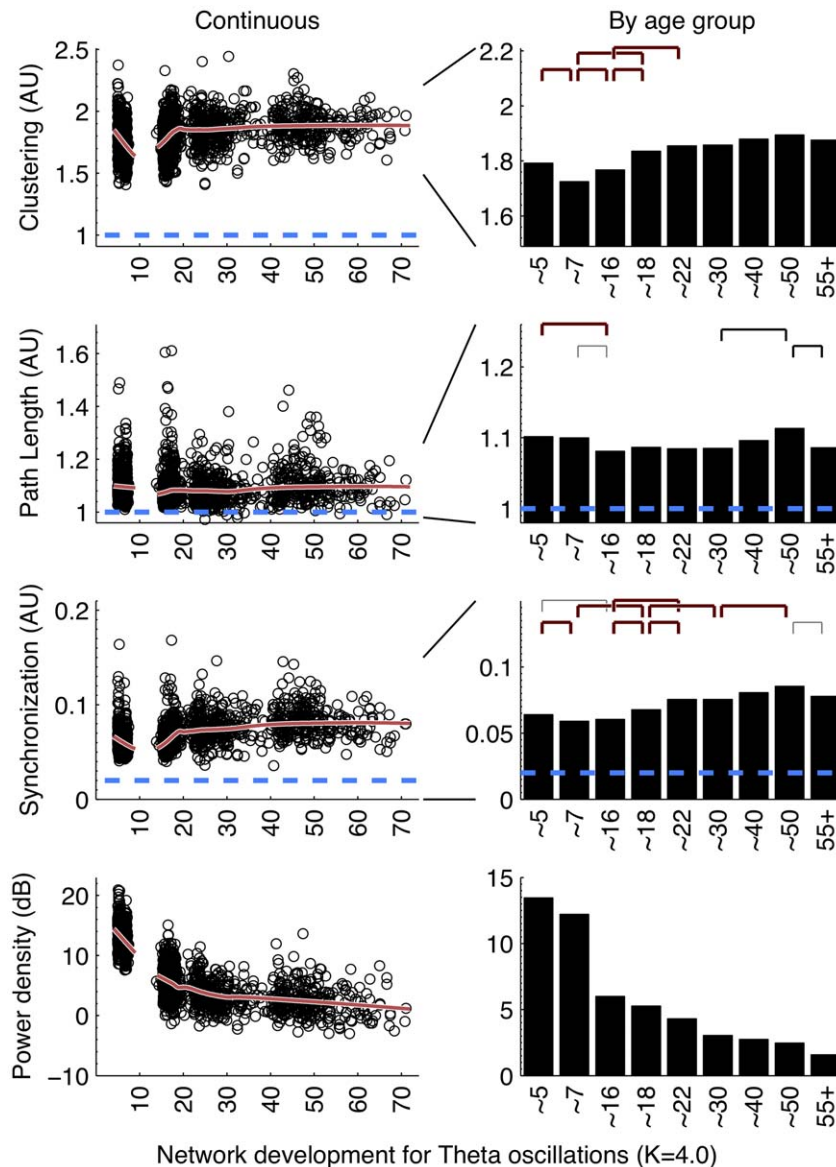 Continuous
By age group
Clustering (AU)
2.5
2
1.5
1
10 20 30 40 50 60 70
2.2
2
1.8
1.6
~5 ~7 ~16 ~18 ~22 ~30 ~40 ~50 55+
Path Length (AU)
1.6
1.4
1.2
1
10 20 30 40 50 60 70
1.2
1.1
1
~5 ~7 ~16 ~18 ~22 ~30 ~40 ~50 55+
Synchronization (AU)
0.2
0.1
0
10 20 30 40 50 60 70
0.1
0.05
0
~5 ~7 ~16 ~18 ~22 ~30 ~40 ~50 55+
Power density (dB)
20
10
0
−10
10 20 30 40 50 60 70
15
10
5
0
~5 ~7 ~16 ~18 ~22 ~30 ~40 ~50 55+
Network development for Theta oscillations (K=4.0)